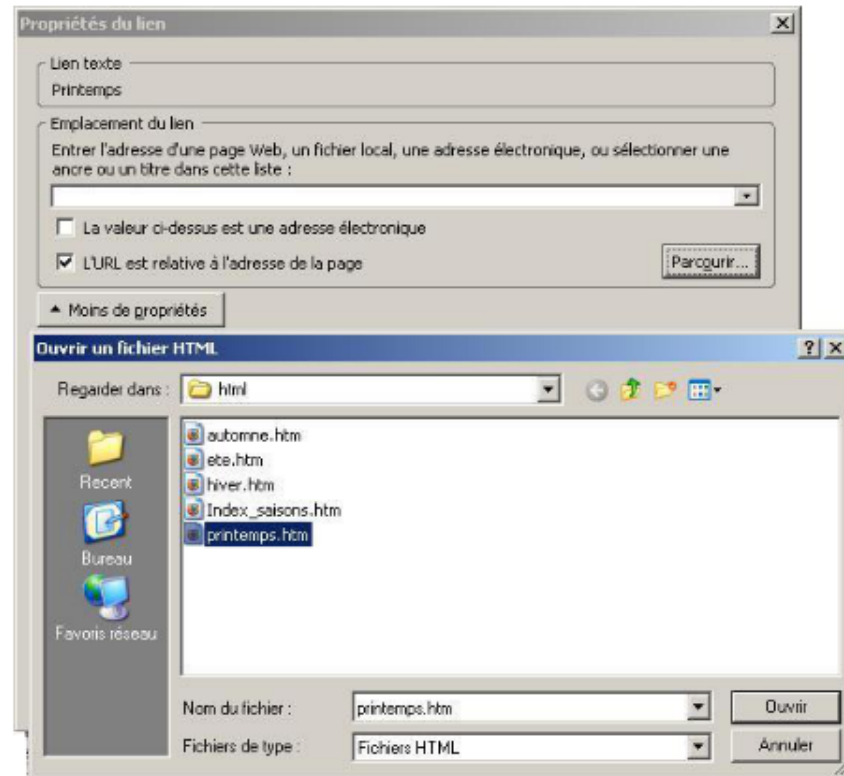 Propriétés du lien
Lien texte
Printemps
Emplacement du lien
Entrer l'adresse d'une page Web, un fichier local, une adresse électronique, ou sélectionner une
ancre ou un titre dans cette liste :
La valeur ci-dessus est une adresse électronique
L'URL est relative à l'adresse de la page
Parcourir...
Moins de propriétés
Ouvrir un fichier HTML
Regarder dans :
html
automne.htm
ete.htm
hiver.htm
Index_saisons.htm
printemps.htm
Recent
Bureau
Favoris réseau
Nom du fichier :
printemps.htm
Ouvrir
Fichiers de type :
Fichiers HTML
Annuler